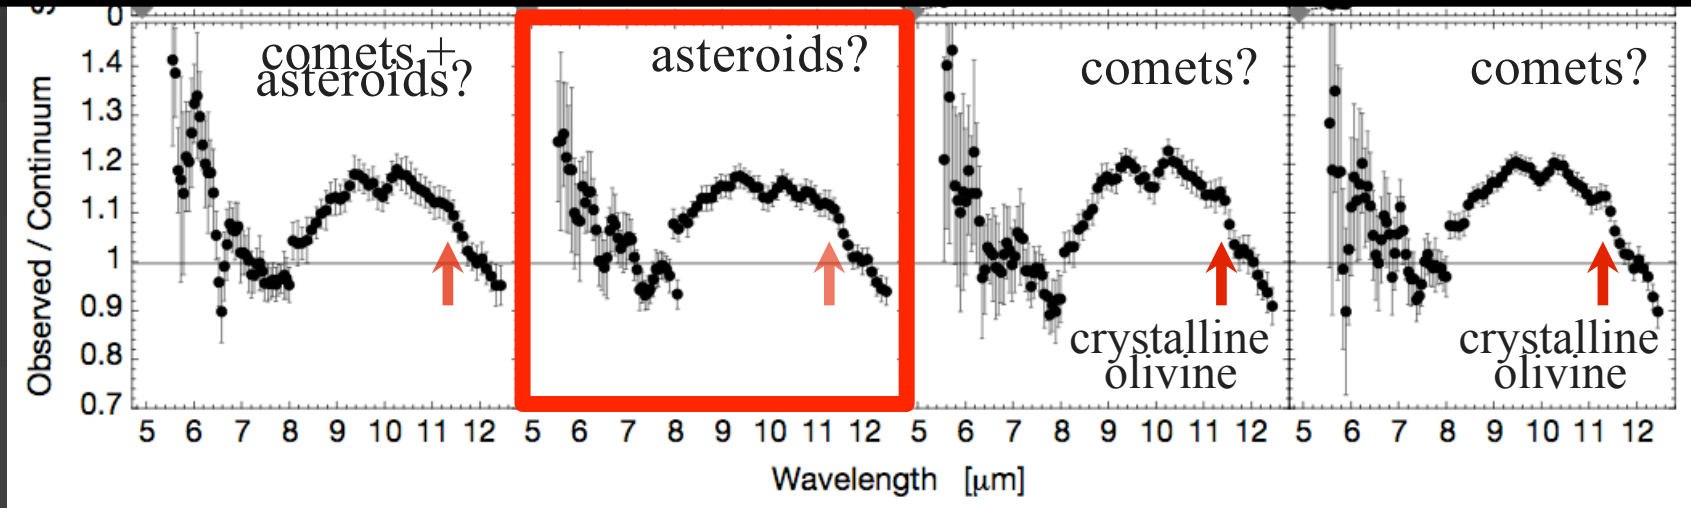 0
1.4
1.3
1.2
1.1
1
0.9
0.8
0.7
Observed / Continuum
comets +
asteroids?
asteroids?
comets?
comets?
crystalline
olivine
crystalline
olivine
5 6 7 8 9 10 11 12 5 6 7 8 9 10 11 12 5 6 7 8 9 10 11 12 5 6 7 8 9 10 11 12
Wavelength [μm]